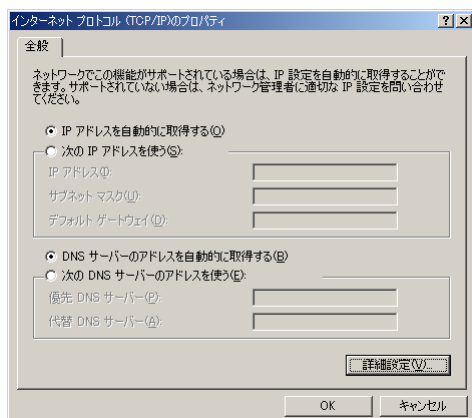 インターネット プロトコル (TCP/IP)のプロパティ
全般
ネットワークでこの機能がサポートされている場合は、IP 設定を自動的に取得することがで
きます。サポートされていない場合は、ネットワーク管理者に適切な IP 設定を問い合わせ
てください。
IP アドレスを自動的に取得する(O)
次の IP アドレスを使う(S):
IP アドレス(I):
サブネット マスク(U):
デフォルト ゲートウェイ(D):
DNS サーバーのアドレスを自動的に取得する(B)
次の DNS サーバーのアドレスを使う(E):
優先 DNS サーバー(P):
代替 DNS サーバー(A):
詳細設定(V)...
OK
キャンセル